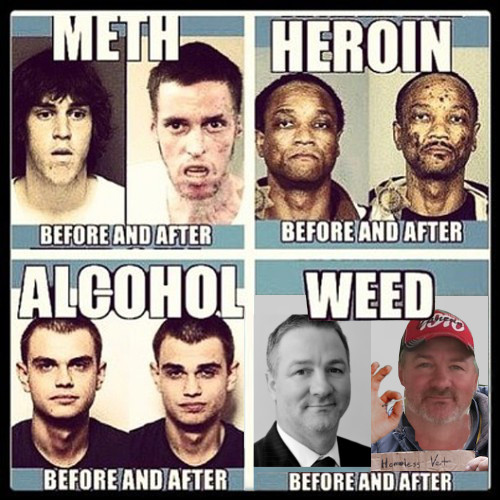 METH
HEROIN
BEFORE AND AFTER
BEFORE AND AFTER
ALCOHOL
WEED
Homeless Vet
BEFORE AND AFTER
BEFORE AND AFTER